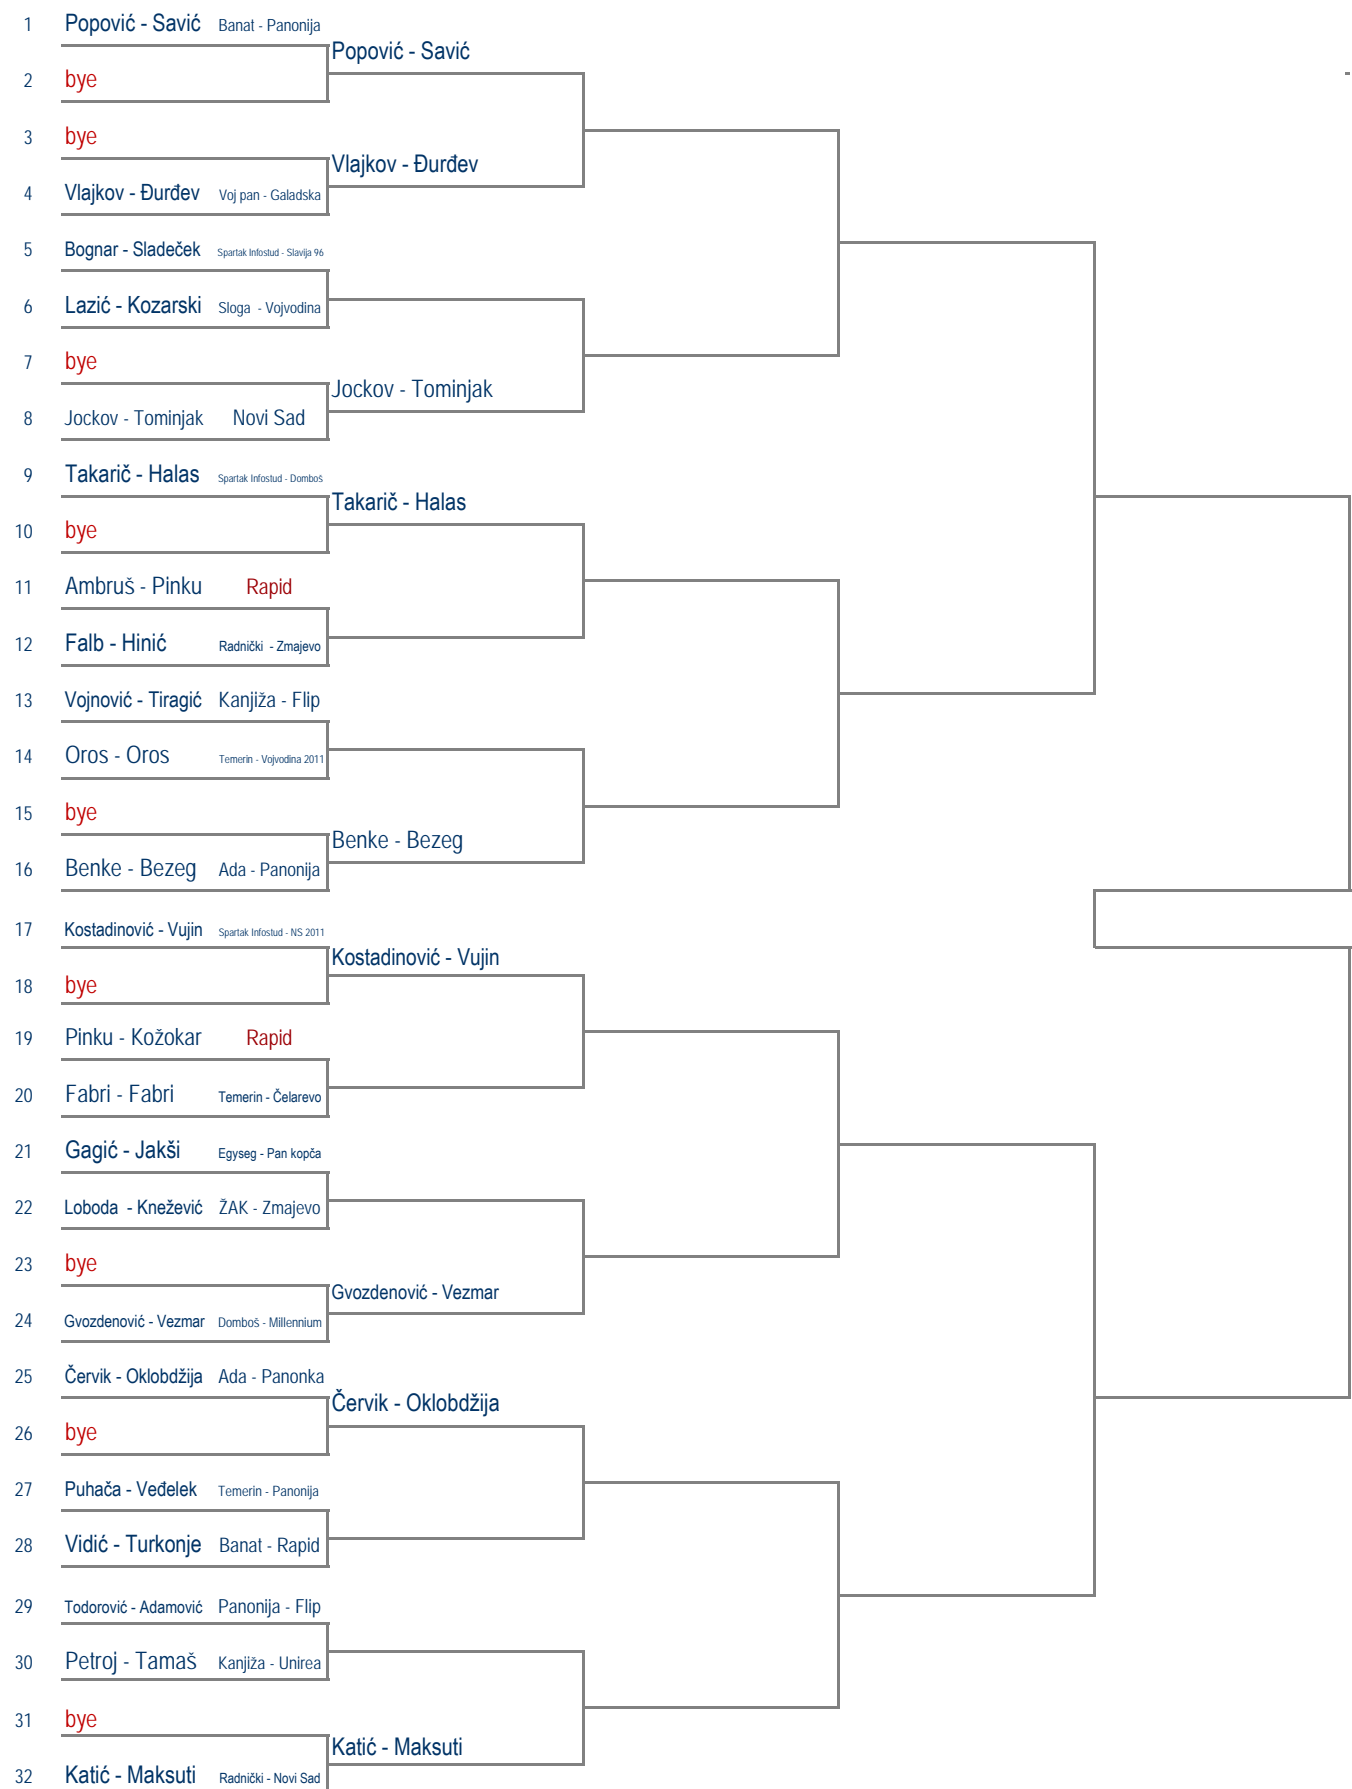 1 Popović - Savić Banat - Panonija
Popović - Savić
2 bye
3 bye
Vlajkov - Đurđev
4 Vlajkov - Đurđev Voj pan - Galadska
5 Bognar - Sladeček Spartak Infostud - Slavija 96
6 Lazić - Kozarski Sloga - Vojvodina
7 bye
Jockov - Tominjak
8 Jockov - Tominjak Novi Sad
9 Takarič - Halas Spartak Infostud - Domboš
Takarič - Halas
10 bye
11 Ambruš - Pinku Rapid
12 Falb - Hinić Radnički - Zmajevo
13 Vojnović - Tiragić Kanjiža - Flip
14 Oros - Oros Temerin - Vojvodina 2011
15 bye
Benke - Bezeg
16 Benke - Bezeg Ada - Panonija
17 Kostadinović - Vujin Spartak Infostud - NS 2011
Kostadinović - Vujin
18 bye
19 Pinku - Kožokar Rapid
20 Fabri - Fabri Temerin - Čelarevo
21 Gagić - Jakši Egyseg - Pan kopča
22 Loboda - Knežević ŽAK - Zmajevo
23 bye
Gvozdenović - Vezmar
24 Gvozdenović - Vezmar Domboš - Millennium
25 Červik - Oklobdžija Ada - Panonka
Červik - Oklobdžija
26 bye
27 Puhača - Veđelek Temerin - Panonija
28 Vidić - Turkonje Banat - Rapid
29 Todorović - Adamović Panonija - Flip
30 Petroj - Tamaš Kanjiža - Unirea
31 bye
Katić - Maksuti
32 Katić - Maksuti Radnički - Novi Sad